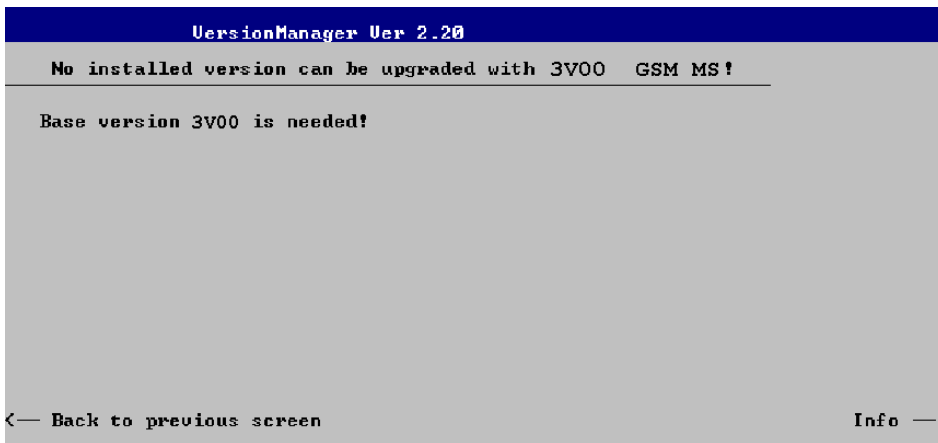 VersionManager Ver 2.20
No installed version can be upgraded with 3V00 GSM MS!
Base version 3V00 is needed!
<— Back to previous screen Info —